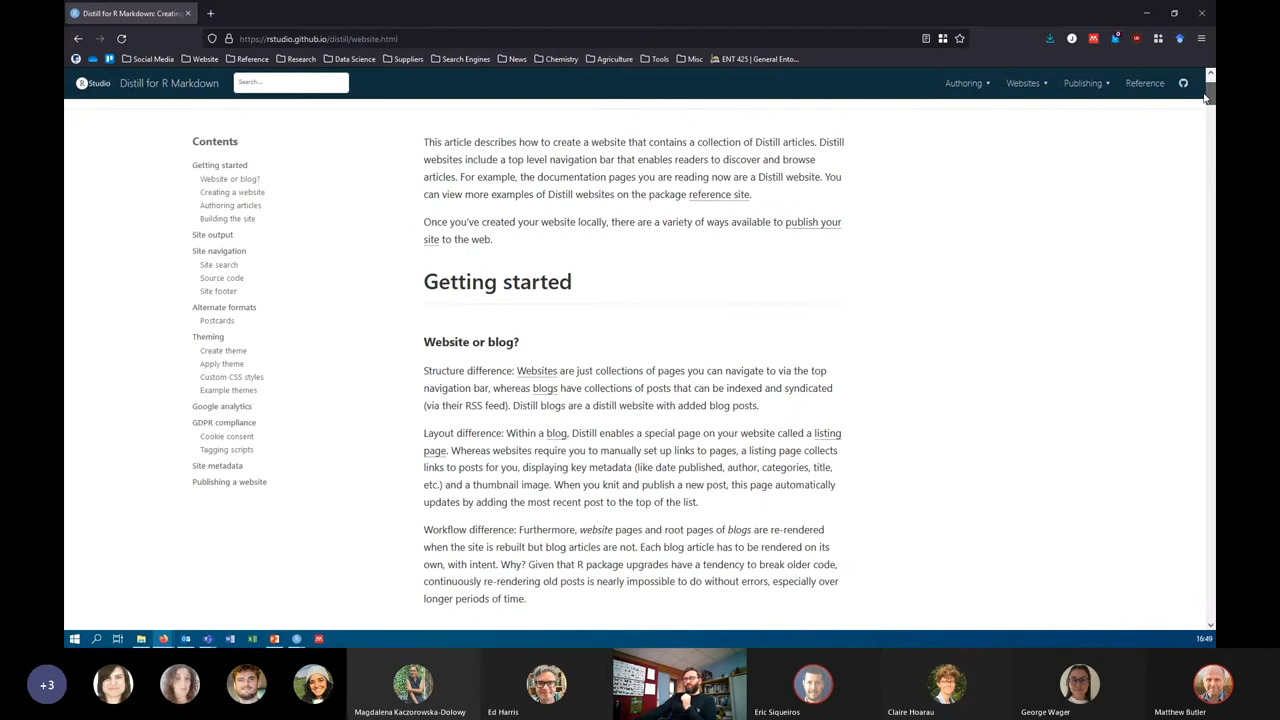 Distill for R Markdown: Creating
https://rstudio.github.io/distill/website.html
Social Media
Website
Reference
Research
Data Science
Suppliers
Search Engines
News
Chemistry
Agriculture
Tools
Misc
ENT 425 | General Ento...
R Studio
Distill for R Markdown
Search...
Authoring
Websites
Publishing
Reference
Contents
Getting started
Website or blog?
Creating a website
Authoring articles
Building the site
Site output
Site navigation
Site search
Source code
Site footer
Alternate formats
Postcards
Theming
Create theme
Apply theme
Custom CSS styles
Example themes
Google analytics
GDPR compliance
Cookie consent
Tagging scripts
Site metadata
Publishing a website
This article describes how to create a website that contains a collection of Distill articles. Distill
websites include a top level navigation bar that enables readers to discover and browse
articles. For example, the documentation pages you are reading now are a Distill website. You
can view more examples of Distill websites on the package reference site.
Once you've created your website locally, there are a variety of ways available to publish your
site to the web.
Getting started
Website or blog?
Structure difference: Websites are just collections of pages you can navigate to via the top
navigation bar, whereas blogs have collections of posts that can be indexed and syndicated
(via their RSS feed). Distill blogs are a distill website with added blog posts.
Layout difference: Within a blog, Distill enables a special page on your website called a listing
page. Whereas websites require you to manually set up links to pages, a listing page collects
links to posts for you, displaying key metadata (like date published, author, categories, title,
etc.) and a thumbnail image. When you knit and publish a new post, this page automatically
updates by adding the most recent post to the top of the list.
Workflow difference: Furthermore, website pages and root pages of blogs are re-rendered
when the site is rebuilt but blog articles are not. Each blog article has to be rendered on its
own, with intent. Why? Given that R package upgrades have a tendency to break older code,
continuously re-rendering old posts is nearly impossible to do without errors, especially over
longer periods of time.
16:49
+3
Magdalena Kaczorowska-Dolowy
Ed Harris
Eric Siqueiros
Claire Hoarau
George Wager
Matthew Butler